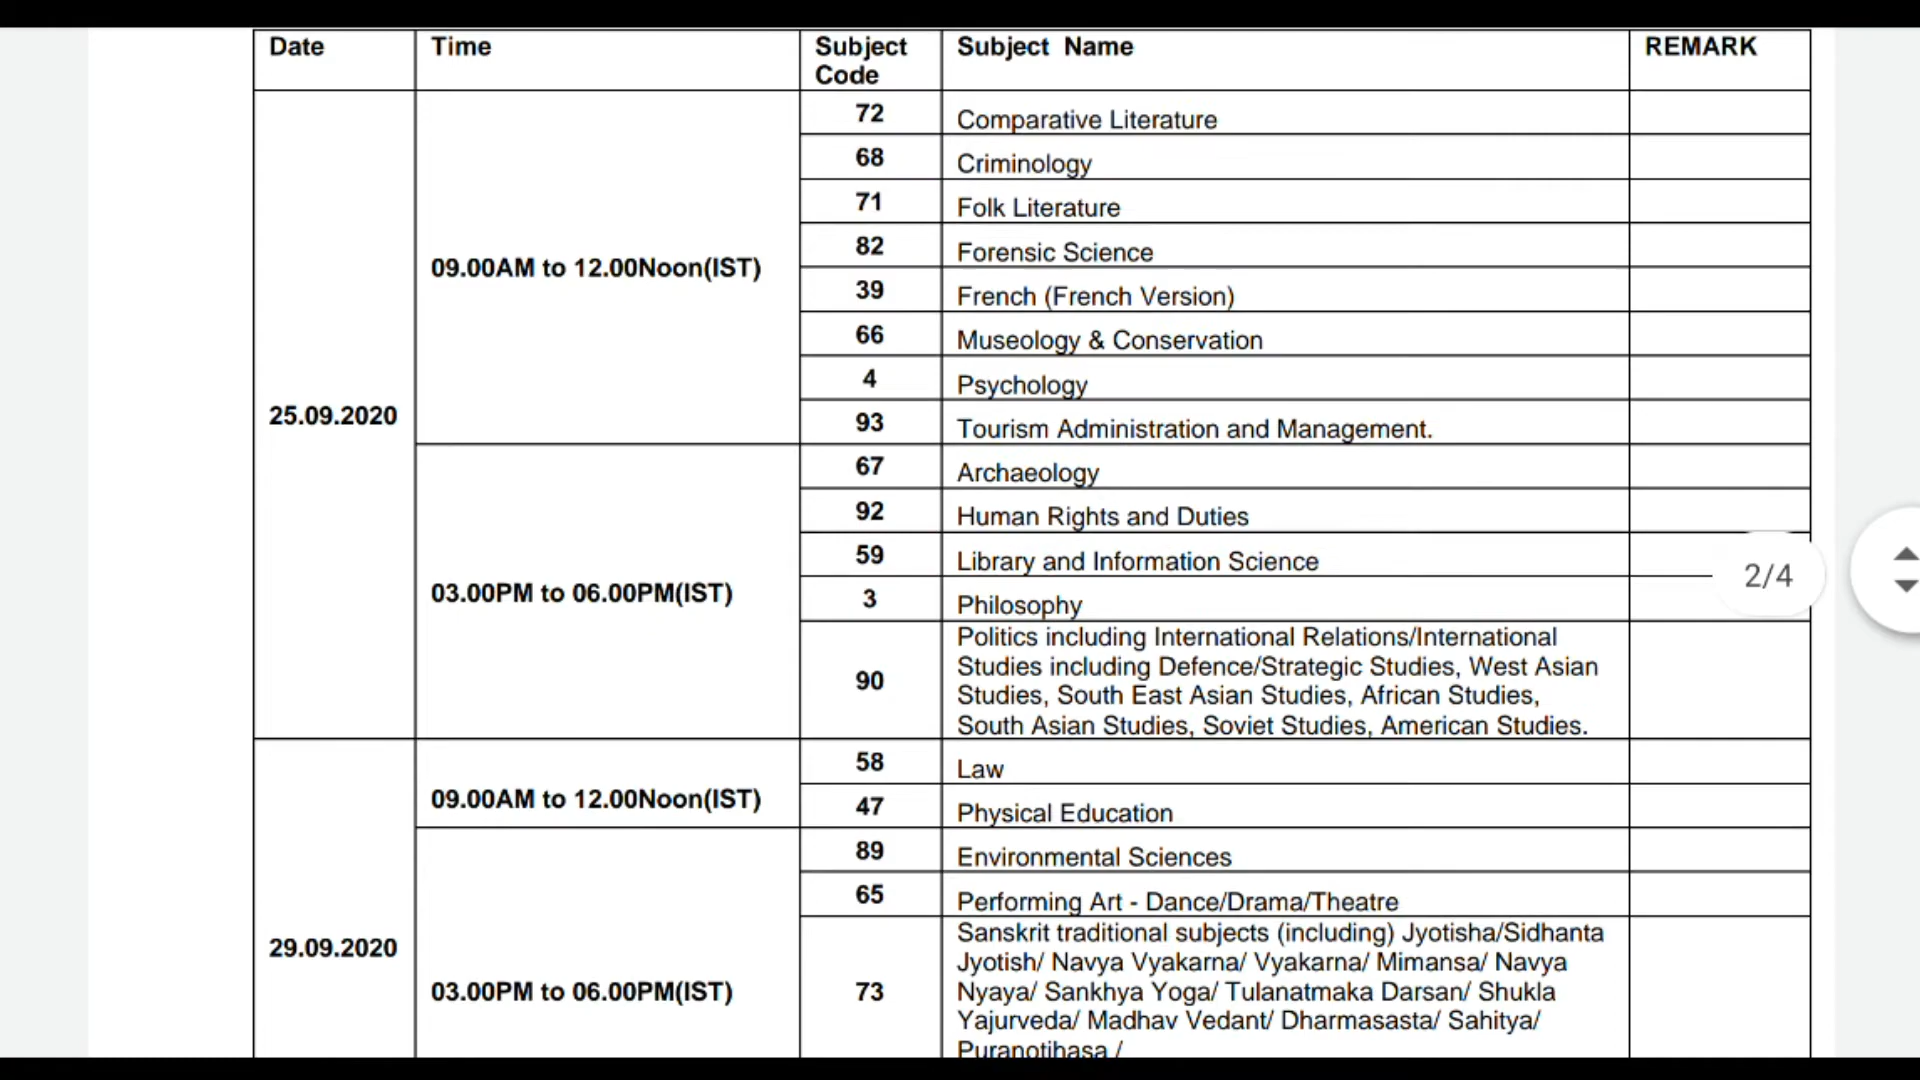 Date Time Subject Code Subject Name REMARK
25.09.2020
09.00AM to 12.00Noon(IST)
72 Comparative Literature
68 Criminology
71 Folk Literature
82 Forensic Science
39 French (French Version)
66 Museology & Conservation
4 Psychology
93 Tourism Administration and Management.
03.00PM to 06.00PM(IST)
67 Archaeology
92 Human Rights and Duties
59 Library and Information Science
3 Philosophy
90 Politics including International Relations/International
Studies including Defence/Strategic Studies, West Asian
Studies, South East Asian Studies, African Studies,
South Asian Studies, Soviet Studies, American Studies.
2/4
29.09.2020
09.00AM to 12.00Noon(IST)
58 Law
47 Physical Education
03.00PM to 06.00PM(IST)
89 Environmental Sciences
65 Performing Art - Dance/Drama/Theatre
73 Sanskrit traditional subjects (including) Jyotisha/Sidhanta
Jyotish/ Navya Vyakarna/ Vyakarna/ Mimansa/ Navya
Nyaya/ Sankhya Yoga/ Tulanatmaka Darsan/ Shukla
Yajurveda/ Madhav Vedant/ Dharmasasta/ Sahitya/
Puranotihasa /